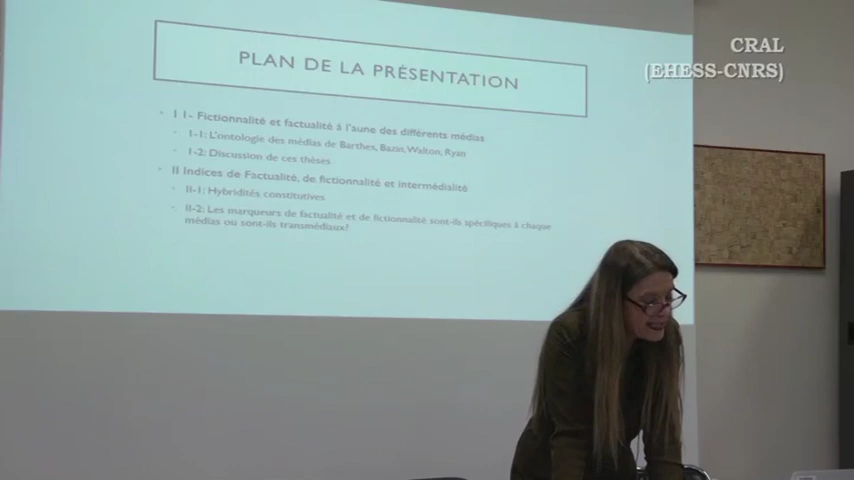 CRAL
(EHESS-CNRS)
PLAN DE LA PRÉSENTATION
I 1- Fictionnalité et factualité à l'aune des différents médias
1-1: L'ontologie des médias de Barthes, Bazin, Walton, Ryan
1-2: Discussion de ces thèses
II Indices de Factualité, de fictionnalité et intermédialité
II-1: Hybridités constitutives
II-2: Les marqueurs de factualité et de fictionnalité sont-ils spécifiques à chaque
médias ou sont-ils transmédiaux?